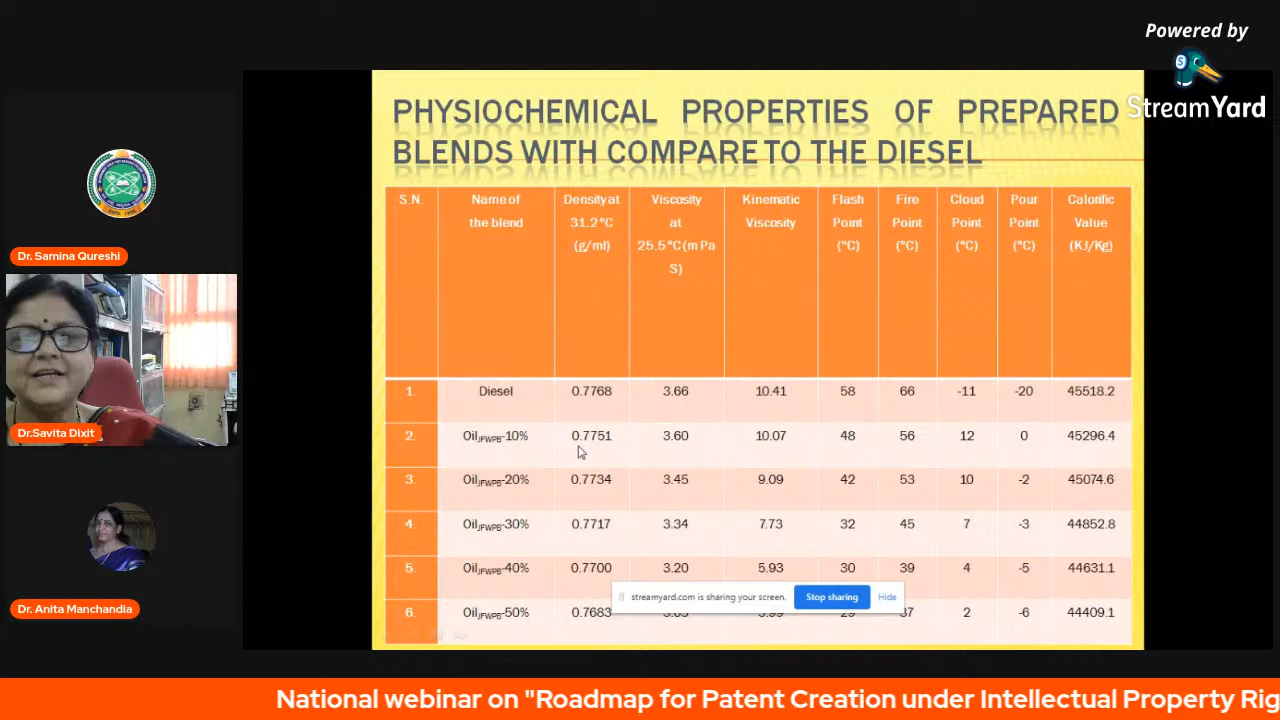 Powered by
StreamYard
PHYSIOCHEMICAL PROPERTIES OF PREPARED
BLENDS WITH COMPARE TO THE DIESEL
S.N. Name of the blend Density at 31.2 °C (g/ml) Viscosity at 25.5 °C (m Pa S) Kinematic Viscosity Flash Point (°C) Fire Point (°C) Cloud Point (°C) Pour Point (°C) Calorific Value (KJ/Kg)
1. Diesel 0.7768 3.66 10.41 58 66 -11 -20 45518.2
2. Oil JFWPB-10% 0.7751 3.60 10.07 48 56 12 0 45296.4
3. Oil JFWPB-20% 0.7734 3.45 9.09 42 53 10 -2 45074.6
4. Oil JFWPB-30% 0.7717 3.34 7.73 32 45 7 -3 44852.8
5. Oil JFWPB-40% 0.7700 3.20 5.93 30 39 4 -5 44631.1
6. Oil JFWPB-50% 0.7683 2 -6 44409.1
streamyard.com is sharing your screen. Stop sharing Hide
Dr. Samina Qureshi
Dr.Savita Dixit
Dr. Anita Manchandia
National webinar on "Roadmap for Patent Creation under Intellectual Property Rig